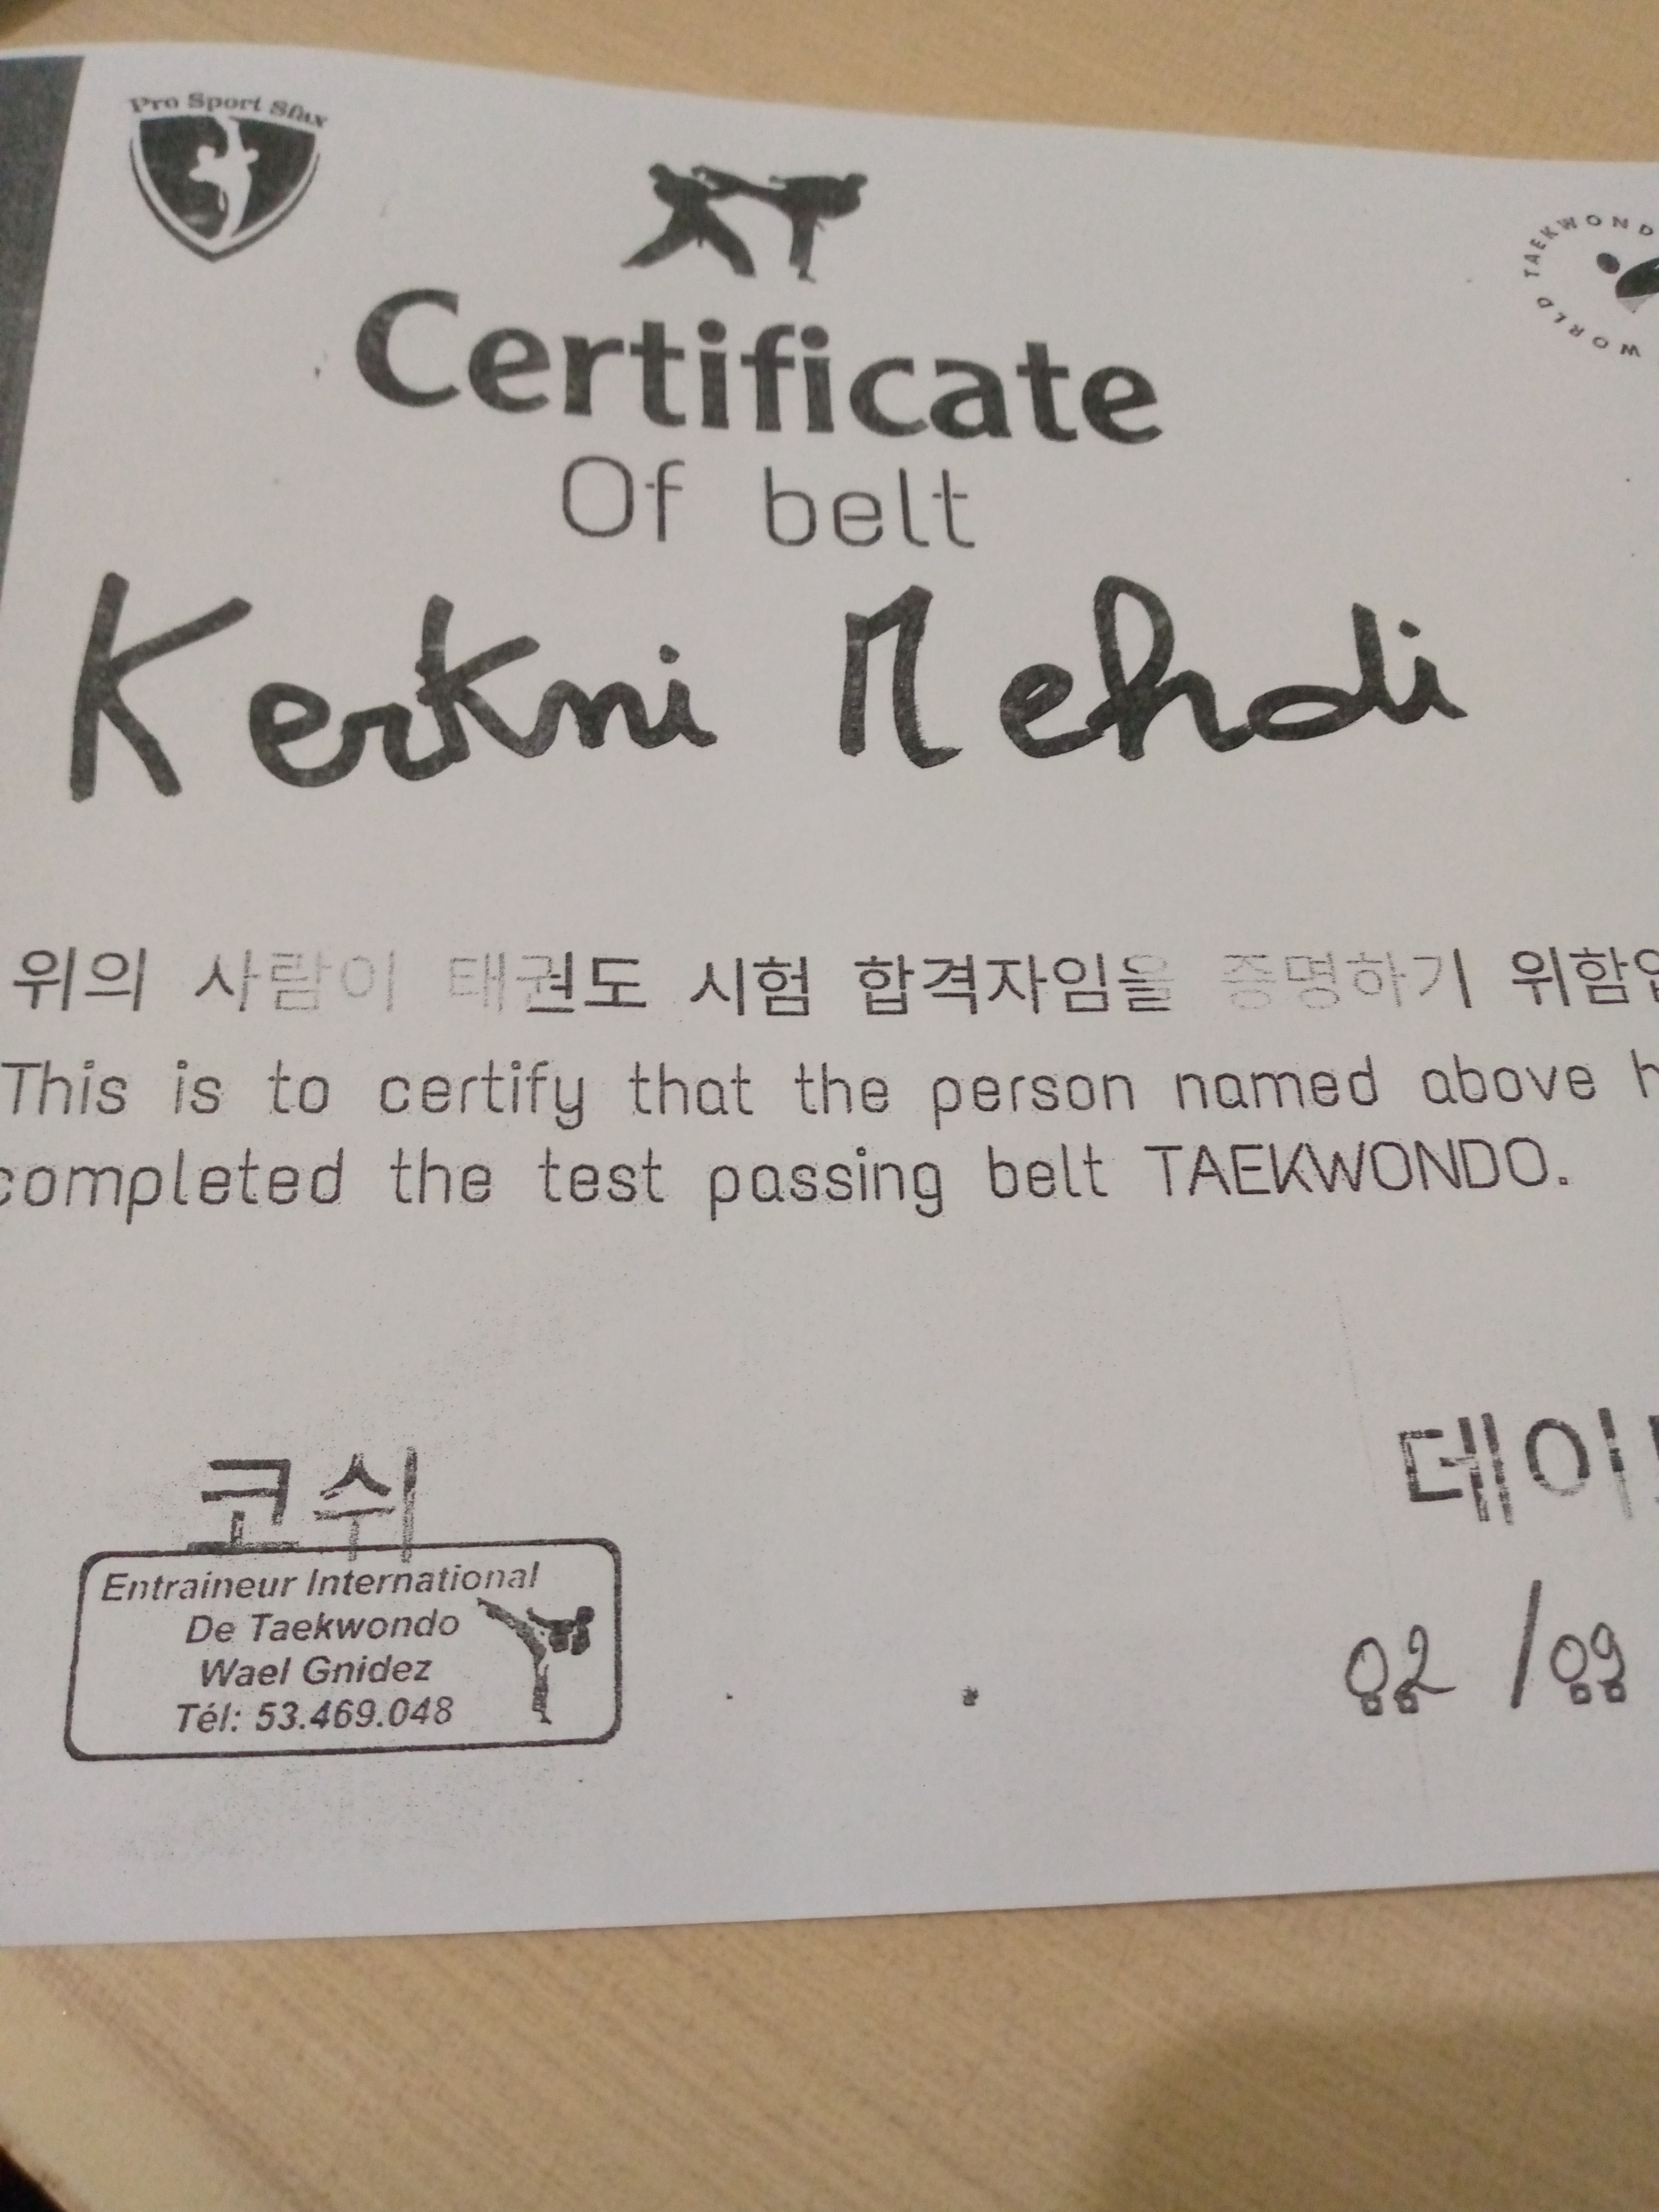 Pro Sport Sfax
WORLD TAEKWOND
Certificate
Of belt
Kerkni Mehdi
위의 사람이 태권도 시험 합격자임을 증명하기 위함
This is to certify that the person named above h
completed the test passing belt TAEKWONDO.
코쉬
데이
Entraineur International
De Taekwondo
Wael Gnidez
Tél: 53.469.048
02/09